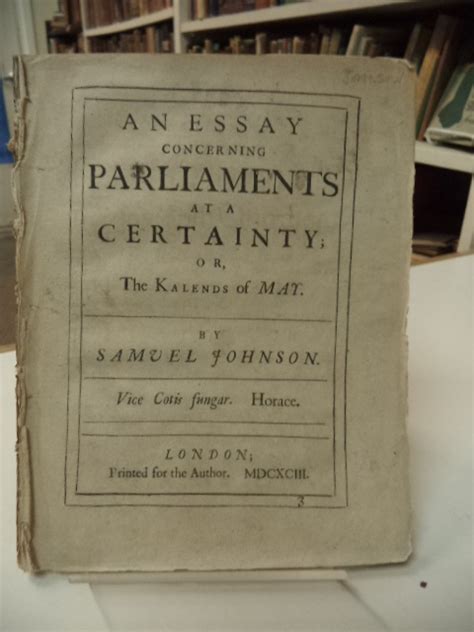 AN ESSAY
CONCERNING
PARLIAMENTS
AT A
CERTAINTY;
OR,
The KALENDS of MAY.
BY
SAMUEL JOHNSON.
Vice Cotis fungar. Horace.
LONDON;
Printed for the Author. MDCXCIII.
3